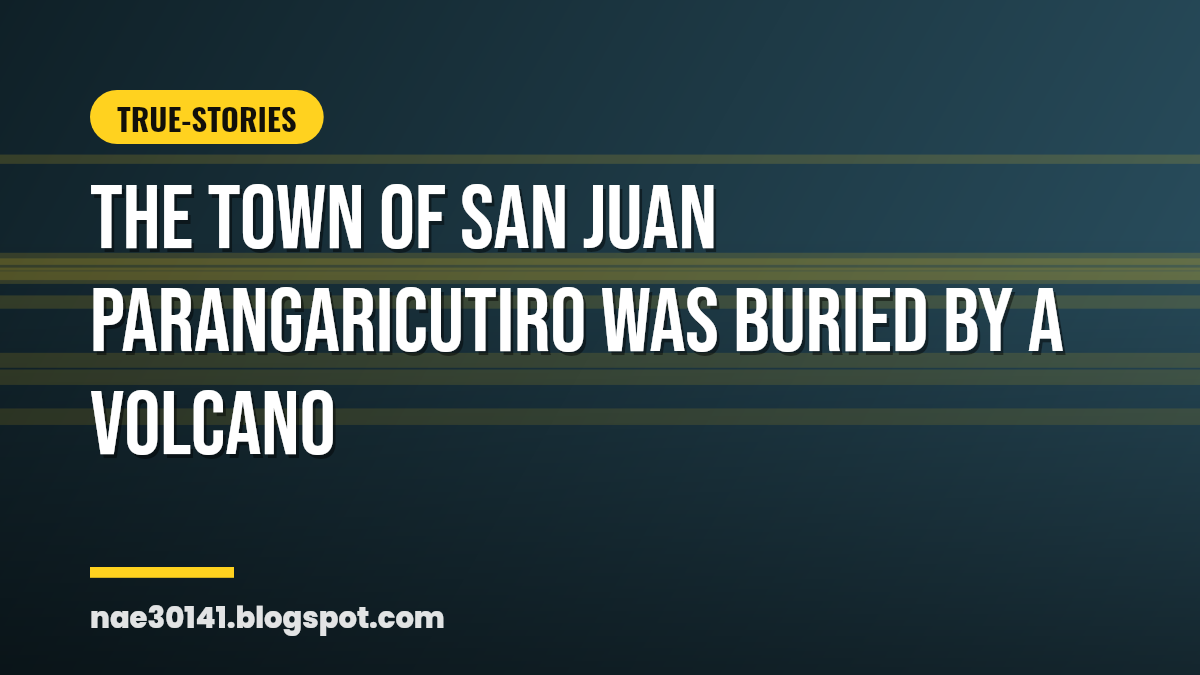 TRUE-STORIES
THE TOWN OF SAN JUAN
PARANGARICUTIRO WAS BURIED BY A
VOLCANO
nae30141.blogspot.com